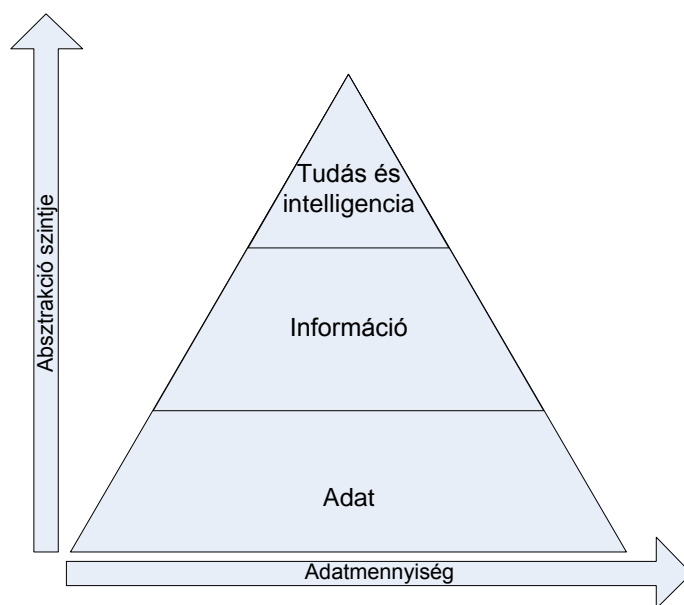 Absztrakció szintje
Tudás és
intelligencia
Információ
Adat
Adatmennyiség